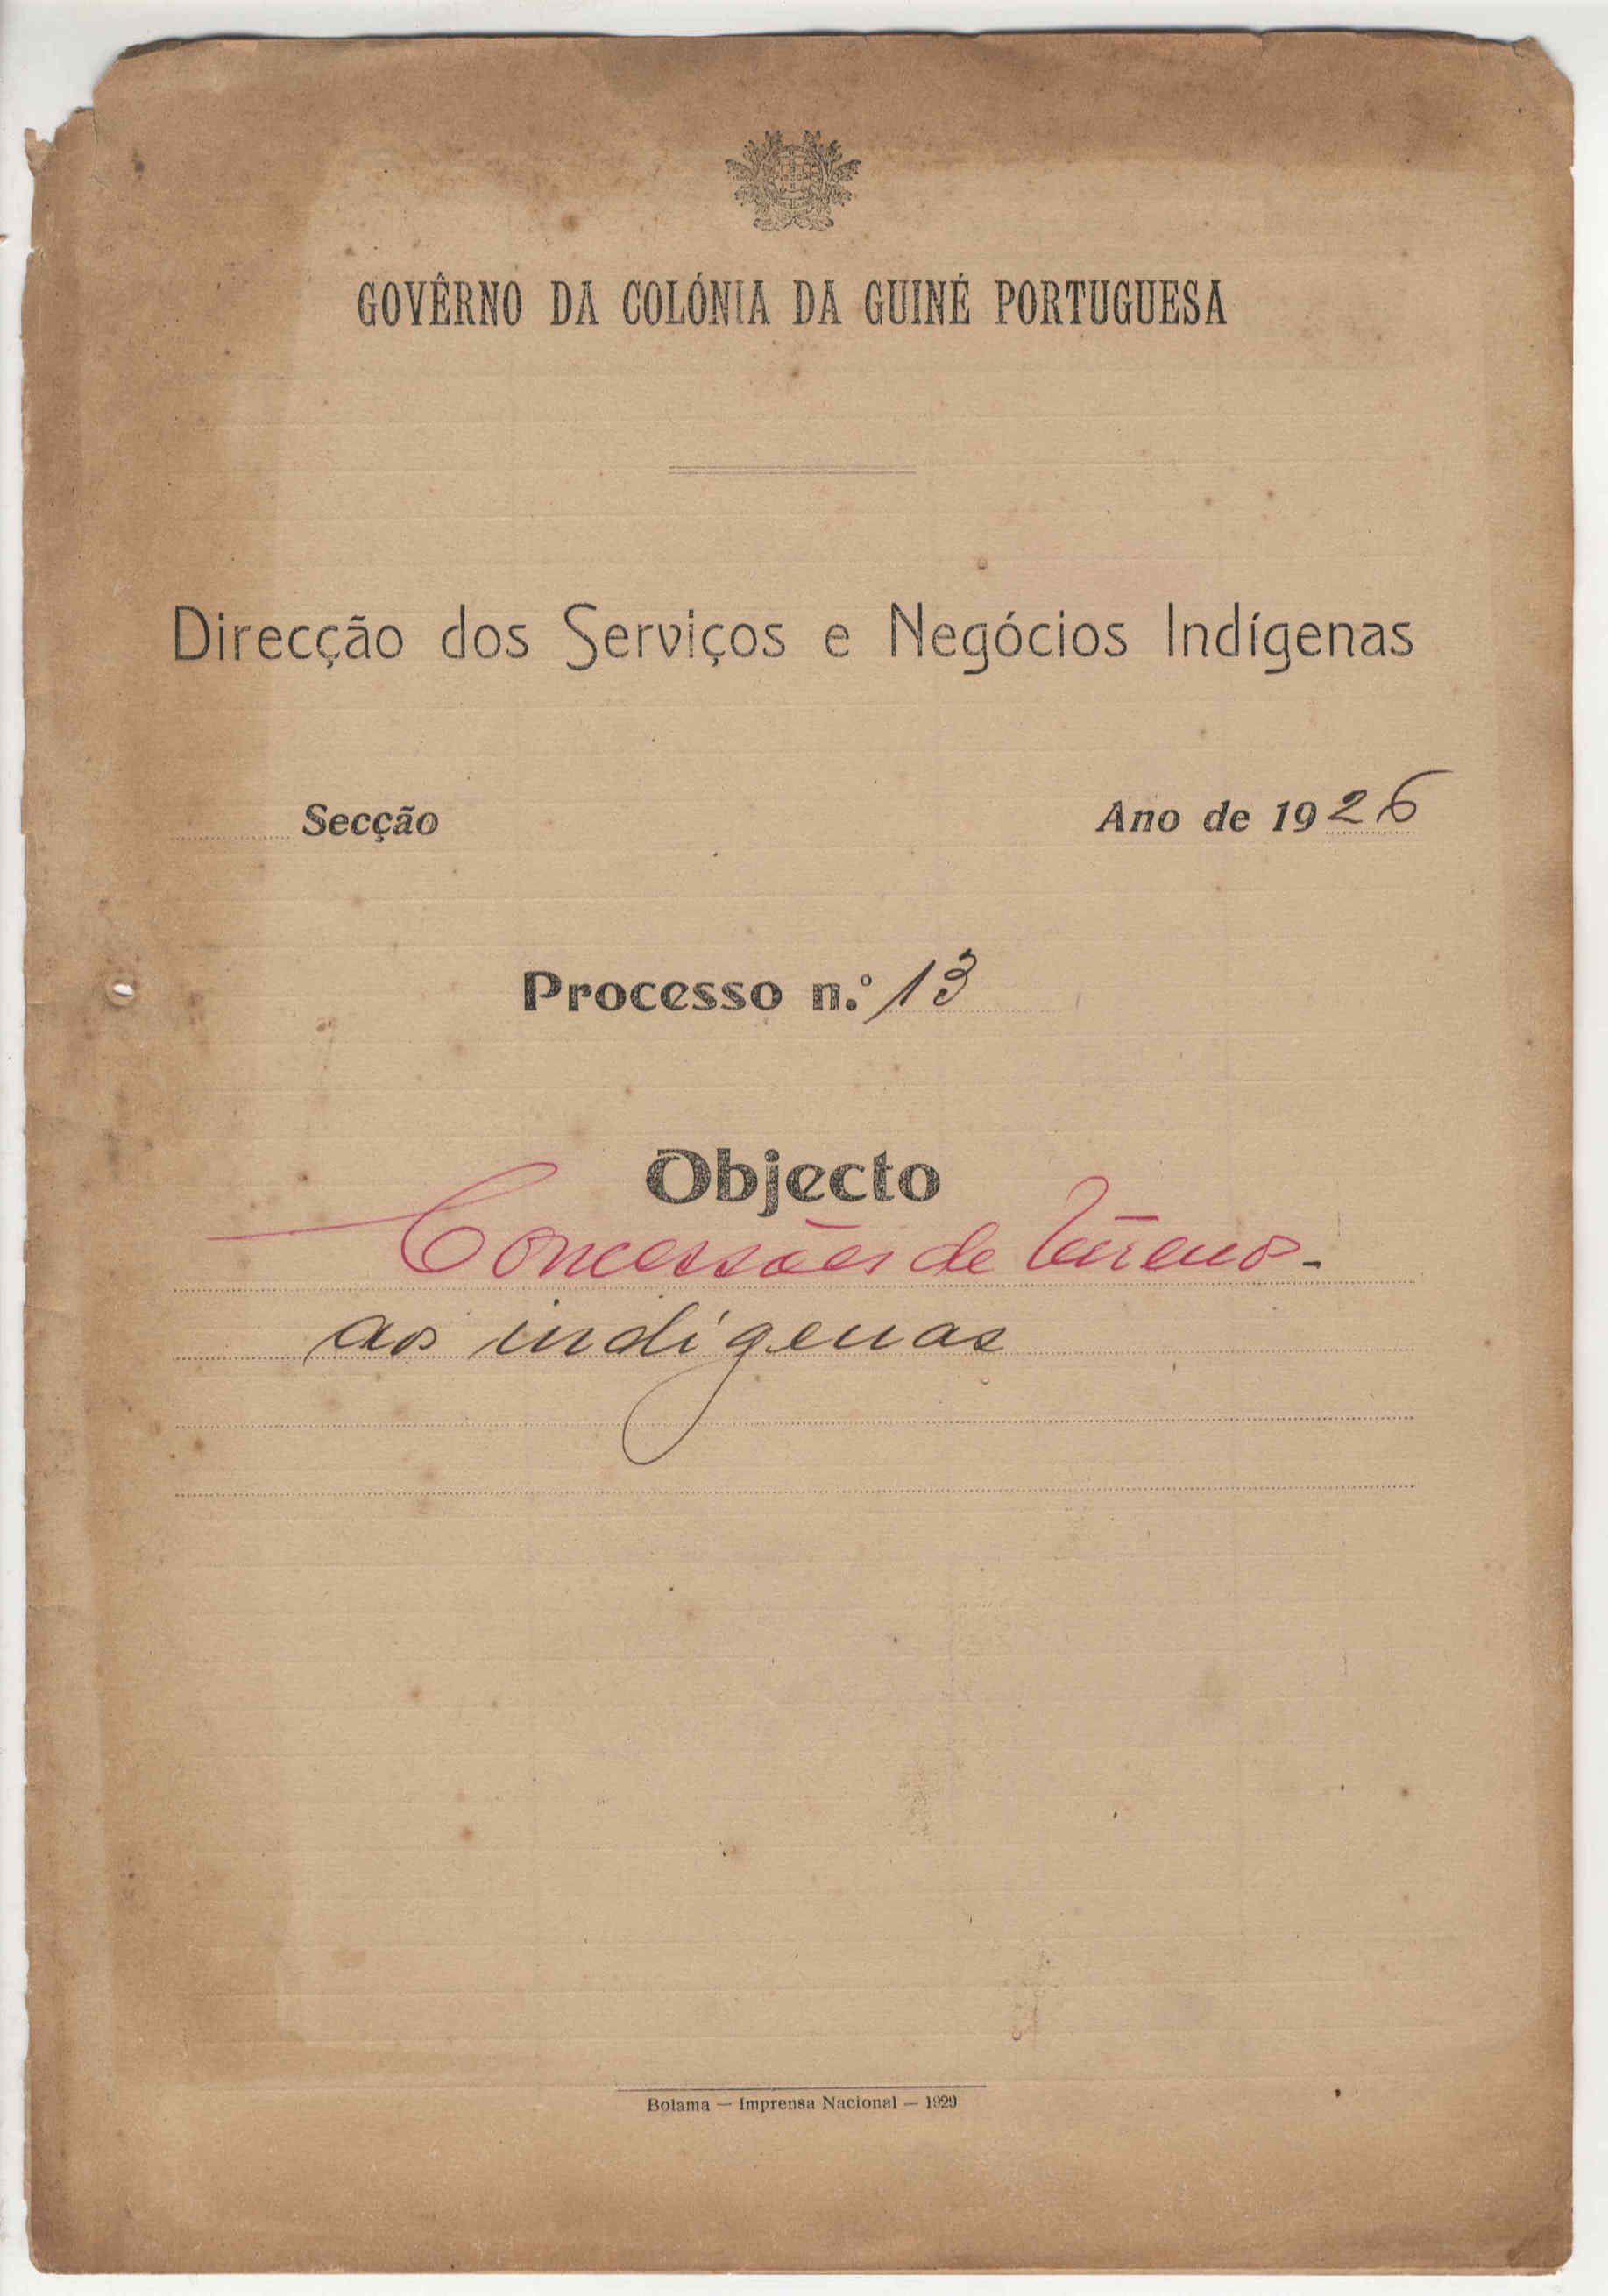 GOVÊRNO DA COLÓNIA DA GUINÉ PORTUGUESA
Direcção dos Serviços e Negócios Indígenas
Secção
Ano de 1926
Processo n.º 13
Objecto
Concessões de terreno -
aos indígenas
Bolama — Imprensa Nacional — 1929